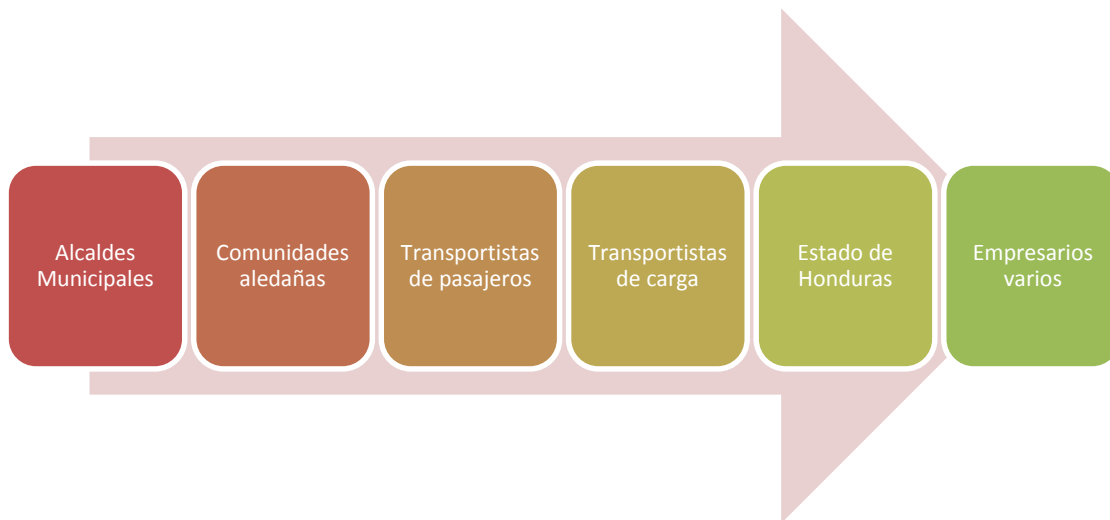 Alcaldes
Municipales
Comunidades
aledañas
Transportistas
de pasajeros
Transportistas
de carga
Estado de
Honduras
Empresarios
varios